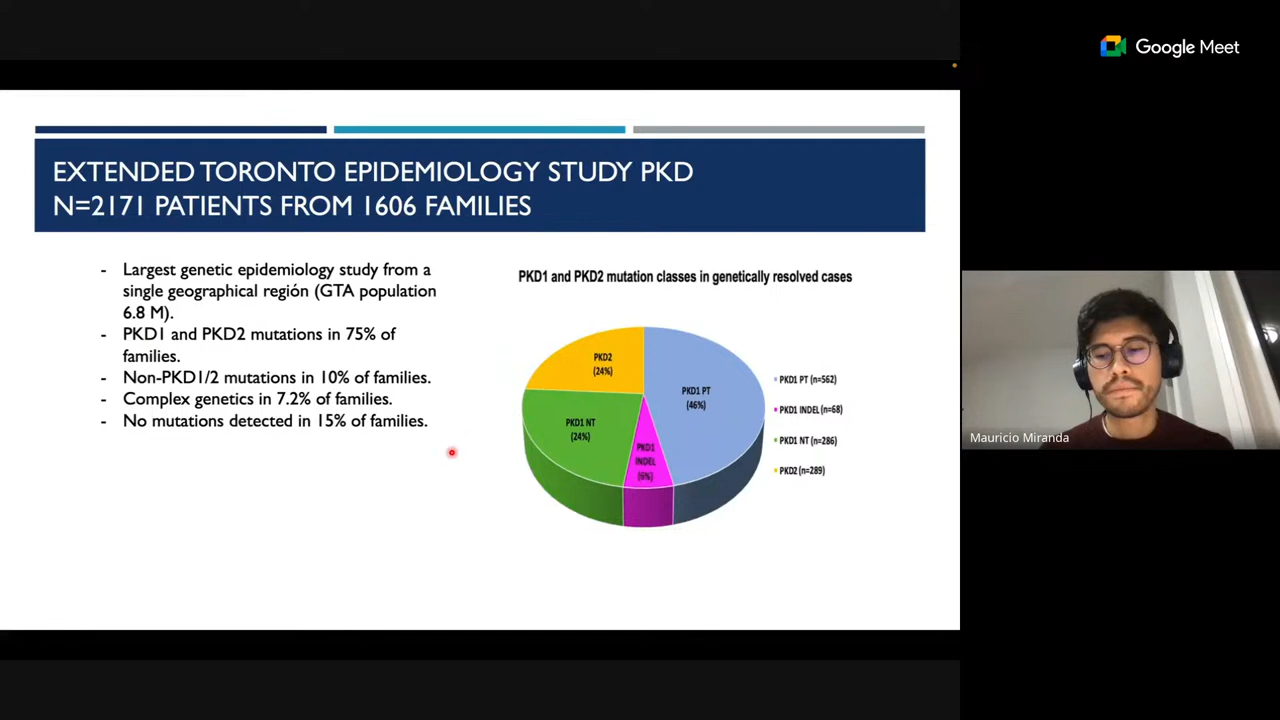 Google Meet
EXTENDED TORONTO EPIDEMIOLOGY STUDY PKD
N=2171 PATIENTS FROM 1606 FAMILIES
- Largest genetic epidemiology study from a
single geographical región (GTA population
6.8 M).
- PKD1 and PKD2 mutations in 75% of
families.
- Non-PKD1/2 mutations in 10% of families.
- Complex genetics in 7.2% of families.
- No mutations detected in 15% of families.
PKD1 and PKD2 mutation classes in genetically resolved cases
PKD2
(24%)
PKD1 PT
(46%)
PKD1 NT
(24%)
PKD1
INDEL
(6%)
PKD1 PT (n=562)
PKD1 INDEL (n=68)
PKD1 NT (n=286)
PKD2 (n=289)
Mauricio Miranda